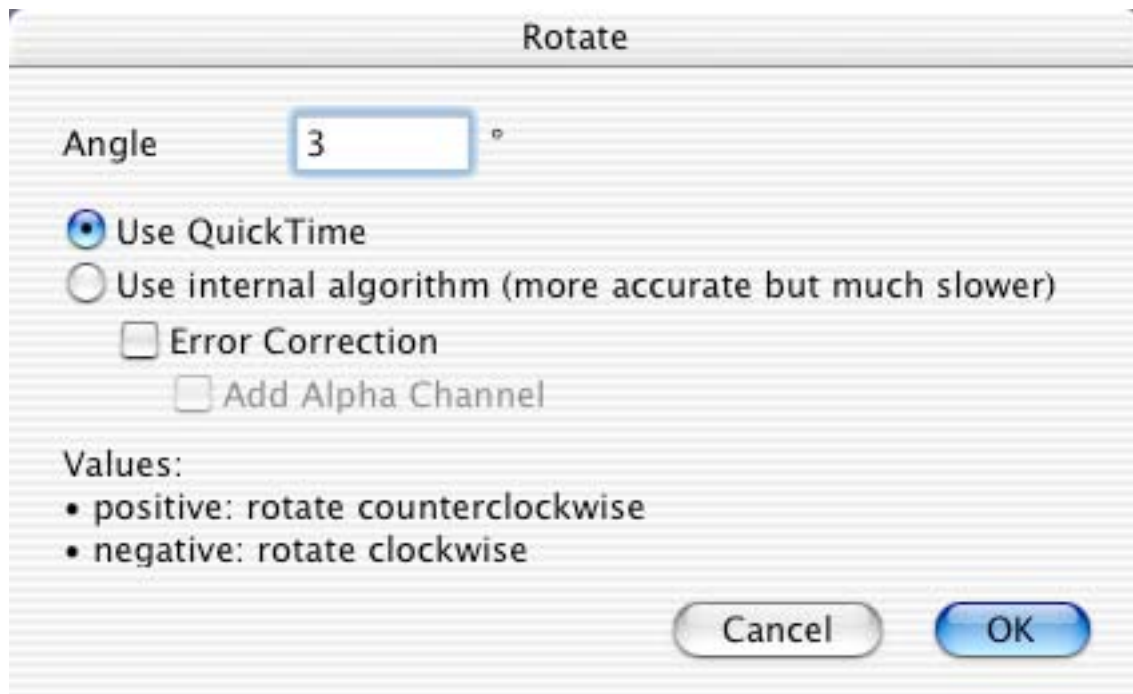 Rotate
Angle 3 °
Use QuickTime
Use internal algorithm (more accurate but much slower)
Error Correction
Add Alpha Channel
Values:
• positive: rotate counterclockwise
• negative: rotate clockwise
Cancel OK